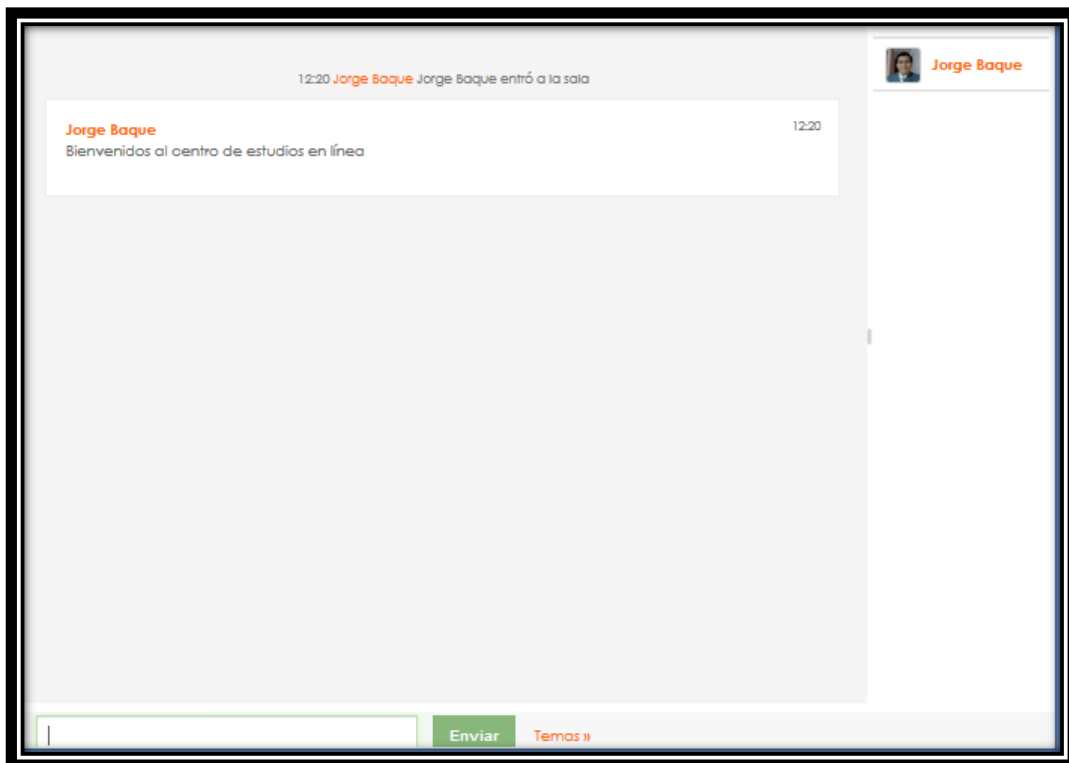 12:20 Jorge Baque Jorge Baque entró a la sala
Jorge Baque
12:20
Bienvenidos al centro de estudios en línea
Jorge Baque
Enviar
Temas »